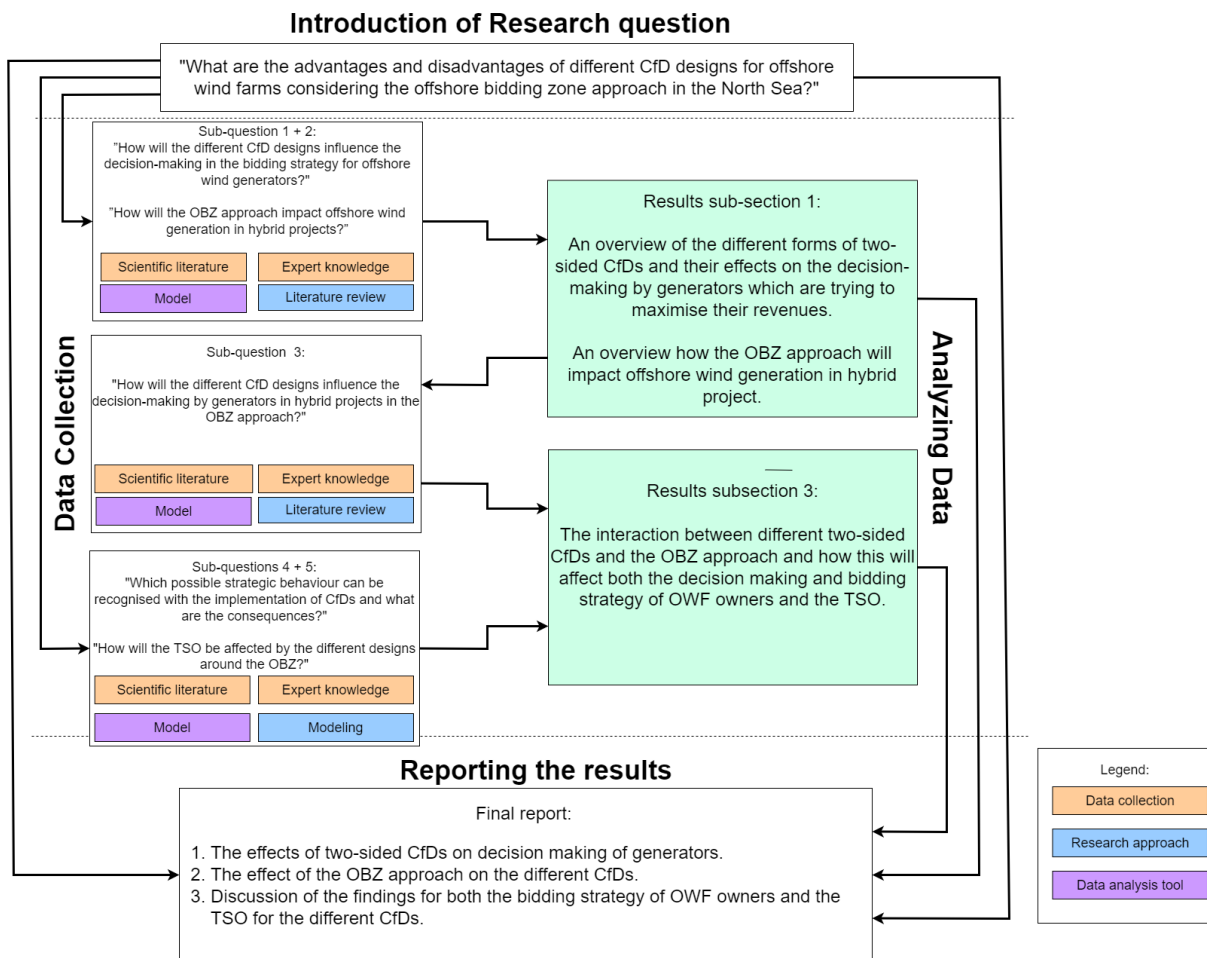 Introduction of Research question
"What are the advantages and disadvantages of different CfD designs for offshore
wind farms considering the offshore bidding zone approach in the North Sea?"
Data Collection
Sub-question 1 + 2:
"How will the different CfD designs influence the
decision-making in the bidding strategy for offshore
wind generators?"
"How will the OBZ approach impact offshore wind
generation in hybrid projects?"
Scientific literature
Expert knowledge
Model
Literature review
Sub-question 3:
"How will the different CfD designs influence the
decision-making by generators in hybrid projects in the
OBZ approach?"
Scientific literature
Expert knowledge
Model
Literature review
Sub-questions 4 + 5:
"Which possible strategic behaviour can be
recognised with the implementation of CfDs and what
are the consequences?"
"How will the TSO be affected by the different designs
around the OBZ?"
Scientific literature
Expert knowledge
Model
Modeling
Results sub-section 1:
An overview of the different forms of two-
sided CfDs and their effects on the decision-
making by generators which are trying to
maximise their revenues.
An overview how the OBZ approach will
impact offshore wind generation in hybrid
project.
Results subsection 3:
The interaction between different two-sided
CfDs and the OBZ approach and how this will
affect both the decision making and bidding
strategy of OWF owners and the TSO.
Analyzing Data
Reporting the results
Final report:
1. The effects of two-sided CfDs on decision making of generators.
2. The effect of the OBZ approach on the different CfDs.
3. Discussion of the findings for both the bidding strategy of OWF owners and the
TSO for the different CfDs.
Legend:
Data collection
Research approach
Data analysis tool